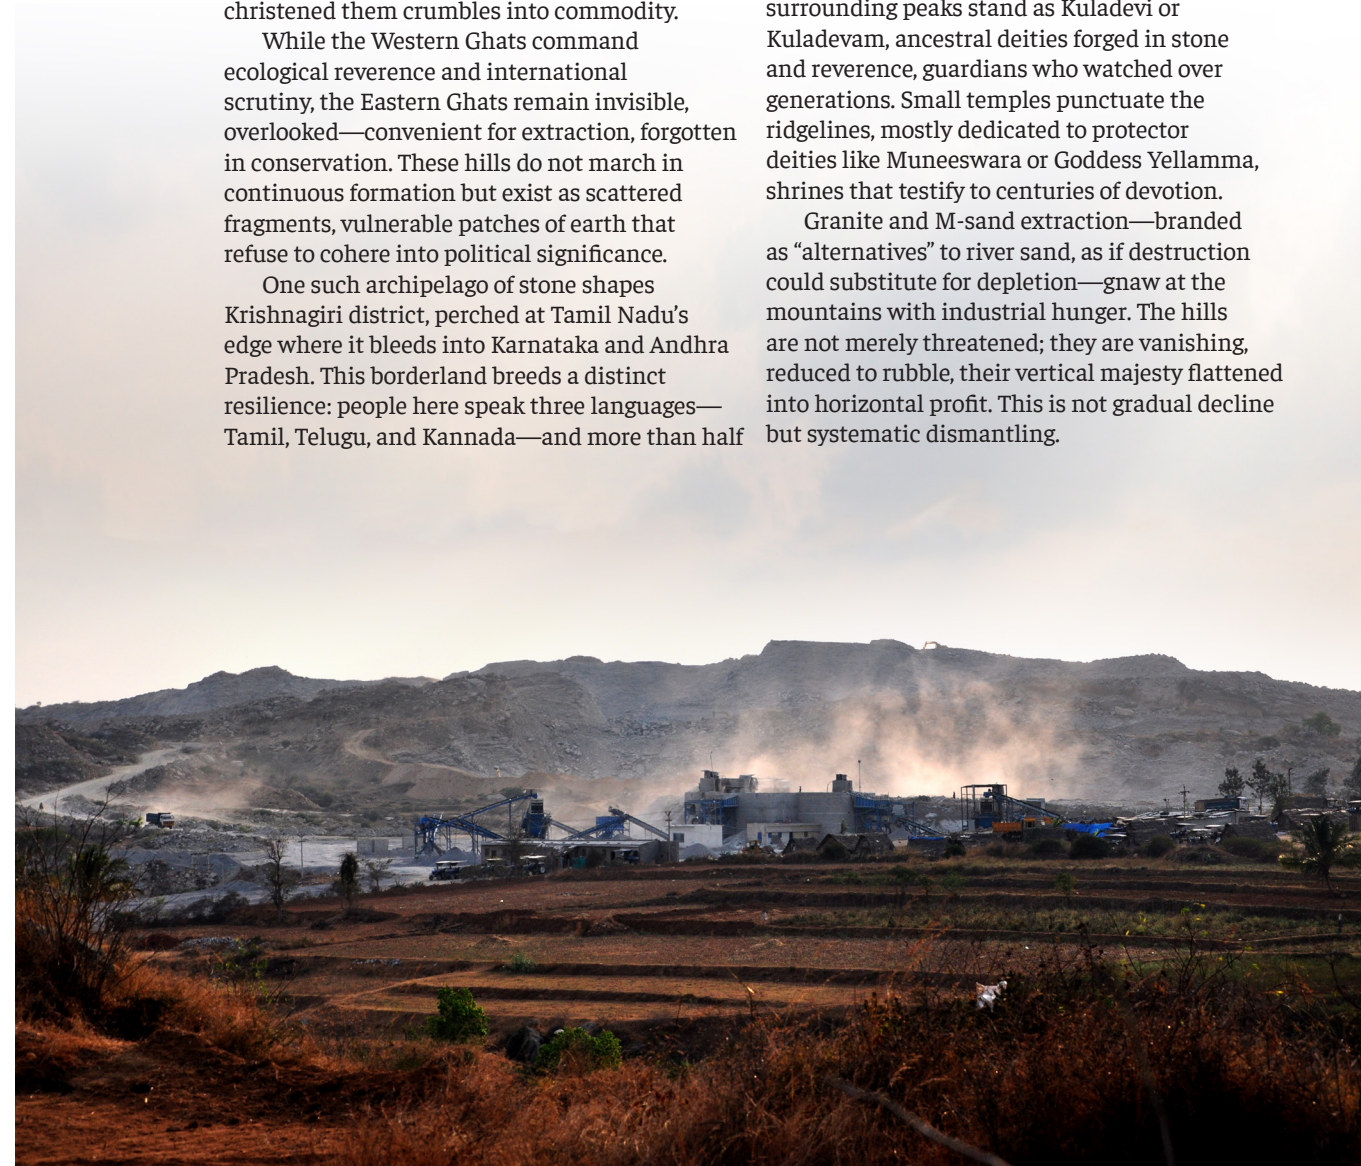 christened them crumbles into commodity.
While the Western Ghats command
ecological reverence and international
scrutiny, the Eastern Ghats remain invisible,
overlooked—convenient for extraction, forgotten
in conservation. These hills do not march in
continuous formation but exist as scattered
fragments, vulnerable patches of earth that
refuse to cohere into political significance.
One such archipelago of stone shapes
Krishnagiri district, perched at Tamil Nadu’s
edge where it bleeds into Karnataka and Andhra
Pradesh. This borderland breeds a distinct
resilience: people here speak three languages—
Tamil, Telugu, and Kannada—and more than half
surrounding peaks stand as Kuladevi or
Kuladevam, ancestral deities forged in stone
and reverence, guardians who watched over
generations. Small temples punctuate the
ridgelines, mostly dedicated to protector
deities like Muneeswara or Goddess Yellamma,
shrines that testify to centuries of devotion.
Granite and M-sand extraction—branded
as “alternatives” to river sand, as if destruction
could substitute for depletion—gnaw at the
mountains with industrial hunger. The hills
are not merely threatened; they are vanishing,
reduced to rubble, their vertical majesty flattened
into horizontal profit. This is not gradual decline
but systematic dismantling.